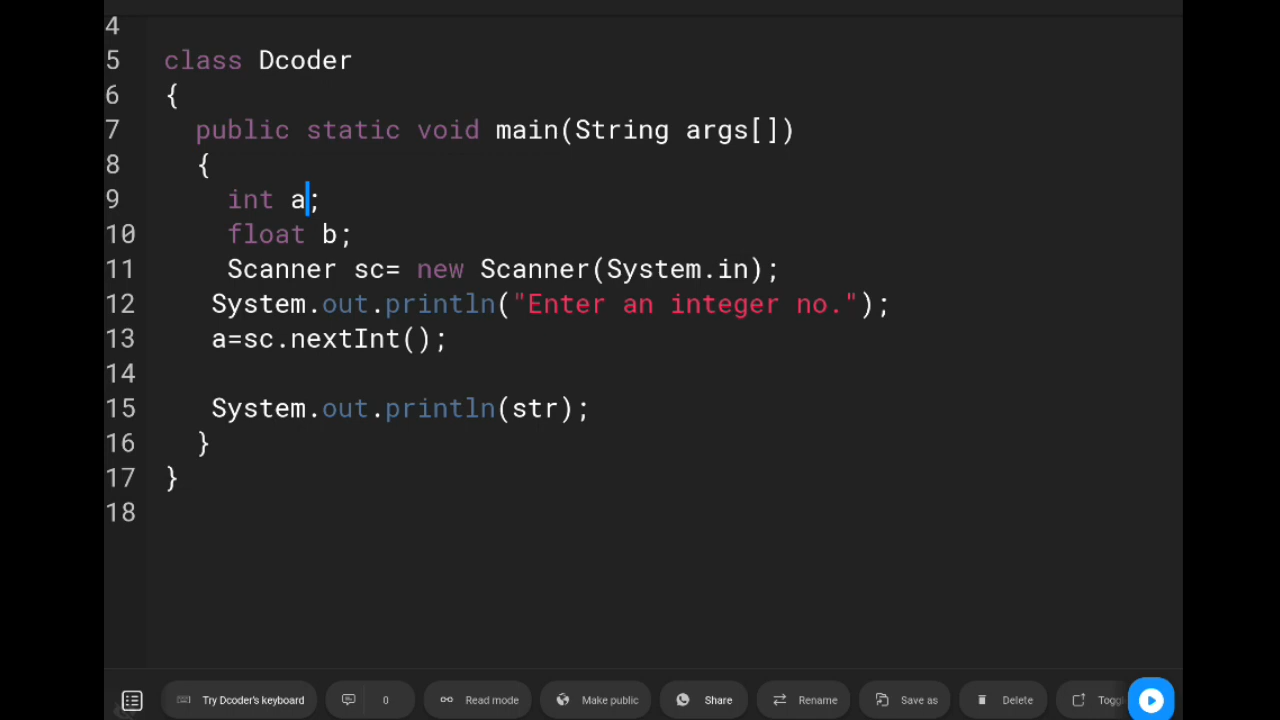 4
5 class Dcoder
6 {
7 public static void main(String args[])
8 {
9 int a;
10 float b;
11 Scanner sc= new Scanner(System.in);
12 System.out.println("Enter an integer no.");
13 a=sc.nextInt();
14
15 System.out.println(str);
16 }
17 }
18
Try Dcoder's keyboard 0 Read mode Make public Share Rename Save as Delete Toggl